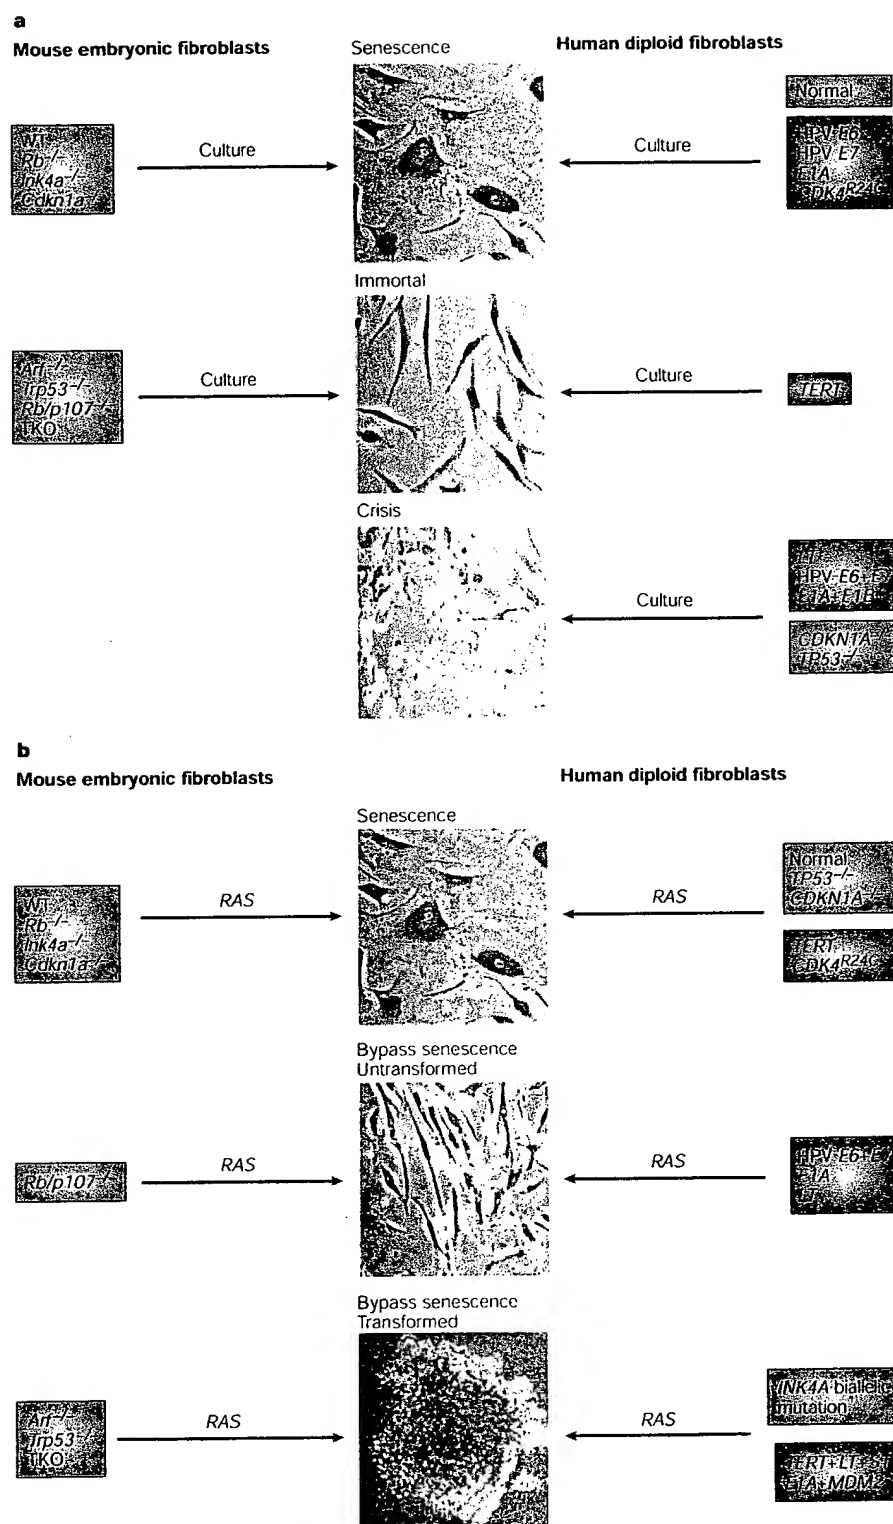 a
Mouse embryonic fibroblasts
Senescence
Human diploid fibroblasts
WT
Rb−/−
Ink4a−/−
Cdkn1a−/−
Culture
Culture
Normal
HPV E6
HPV E7
E1A
CDK4R24C
Immortal
Arf−/−
Trp53−/−
Rb/p107−/−
TKO
Culture
Culture
TERT
Crisis
Culture
LT
HPV E6+E7
E1A+E1B
CDKN1A−/−
TP53−/−
b
Mouse embryonic fibroblasts
Human diploid fibroblasts
Senescence
WT
Rb−/−
Ink4a−/−
Cdkn1a−/−
RAS
RAS
Normal
TP53−/−
CDKN1A−/−
TERT
CDK4R24C
Bypass senescence
Untransformed
Rb/p107−/−
RAS
RAS
HPV E6+E7
E1A
LT
Bypass senescence
Transformed
Arf−/−
Trp53−/−
TKO
RAS
RAS
INK4A biallelic
mutation
TERT+LT+ST
E1A+MDM2